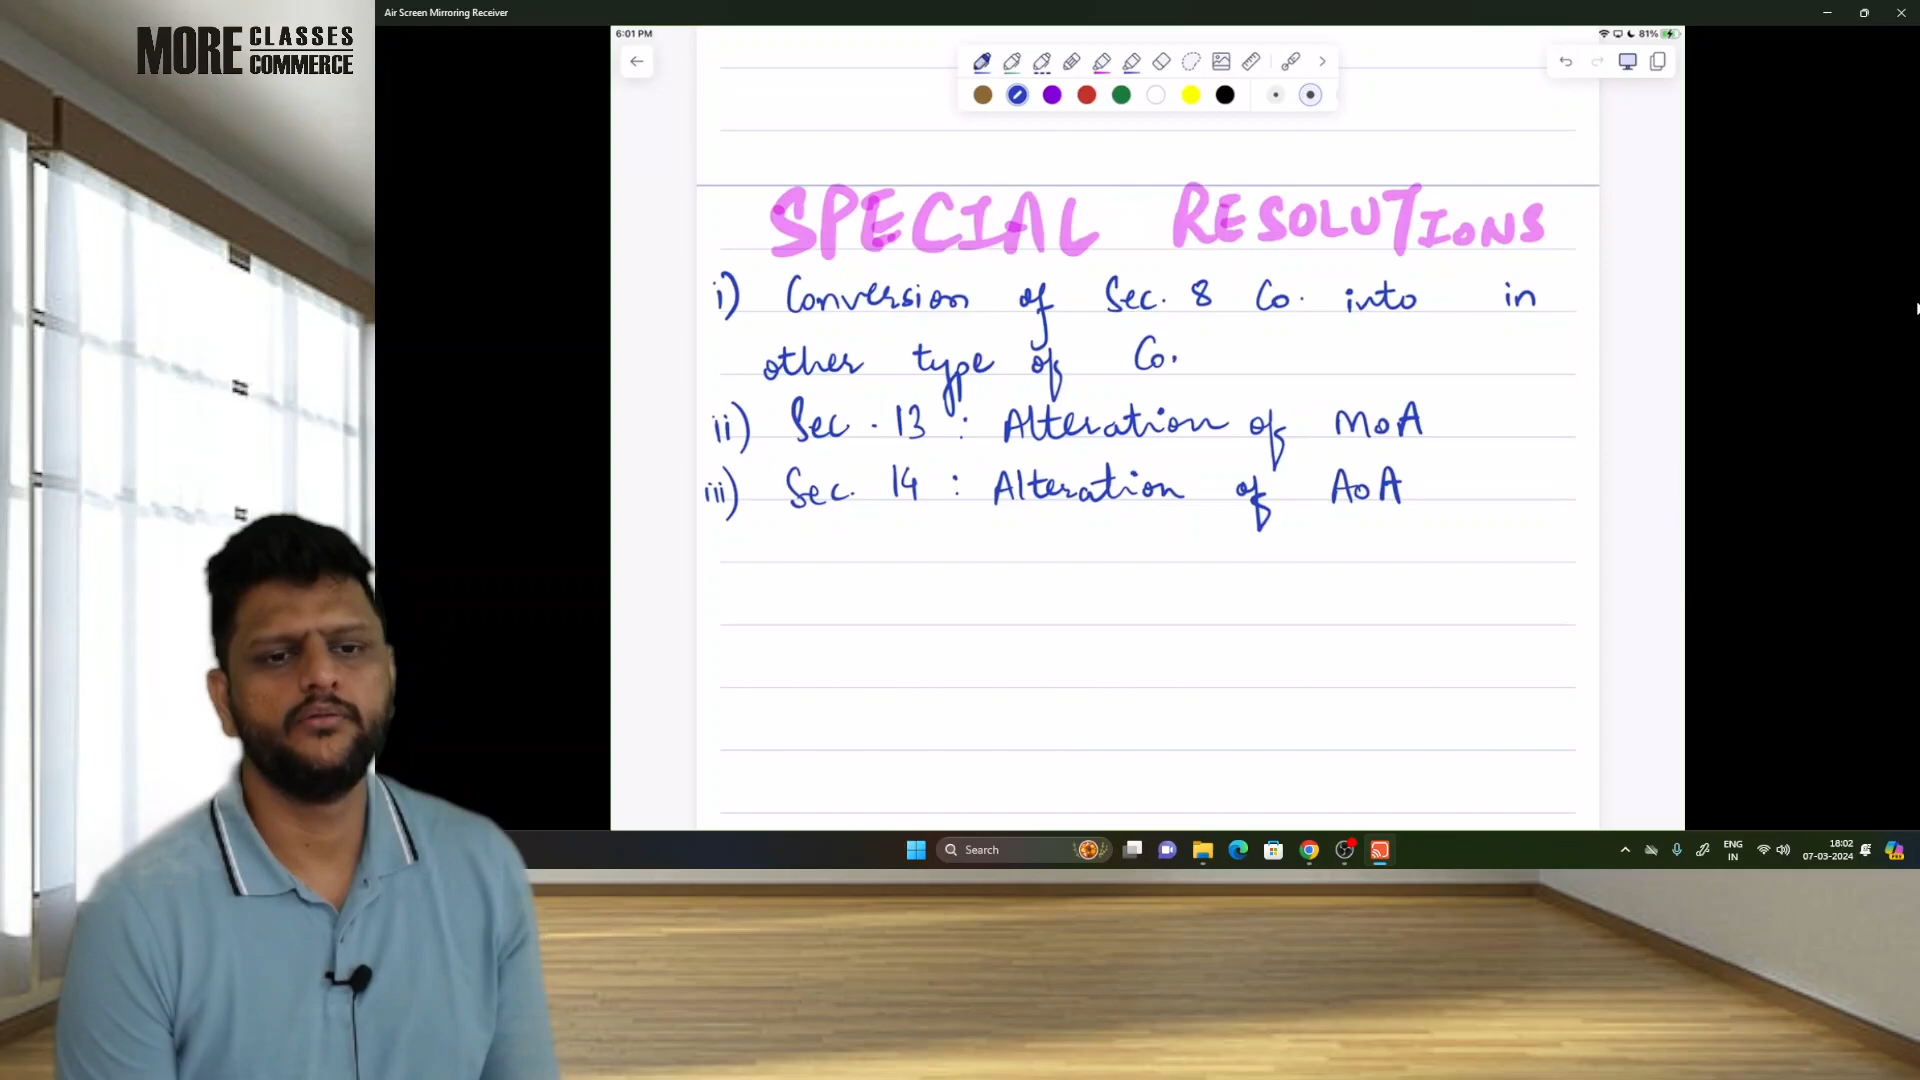 Air Screen Mirroring Receiver
MORE CLASSES COMMERCE
6:01 PM
81%
SPECIAL RESOLUTIONS
i) Conversion of Sec. 8 Co. into in
other type of Co.
ii) Sec. 13 : Alteration of MoA
iii) Sec. 14 : Alteration of AoA
Search
ENG
IN
18:02
07-03-2024